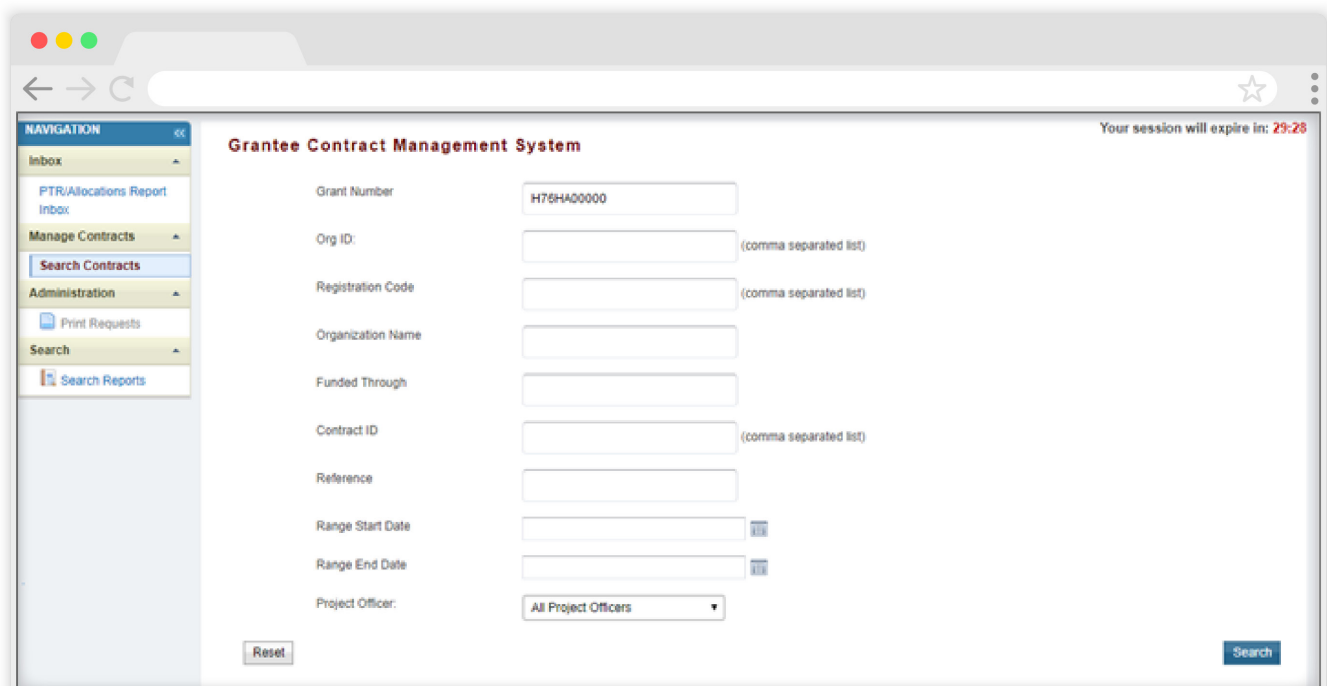 NAVIGATION «
Your session will expire in: 29:28
Inbox
PTR/Allocations Report
Inbox
Manage Contracts
Search Contracts
Administration
Print Requests
Search
Search Reports
Grantee Contract Management System
Grant Number H76HA00000
Org ID: (comma separated list)
Registration Code (comma separated list)
Organization Name
Funded Through
Contract ID (comma separated list)
Reference
Range Start Date
Range End Date
Project Officer: All Project Officers
Reset Search